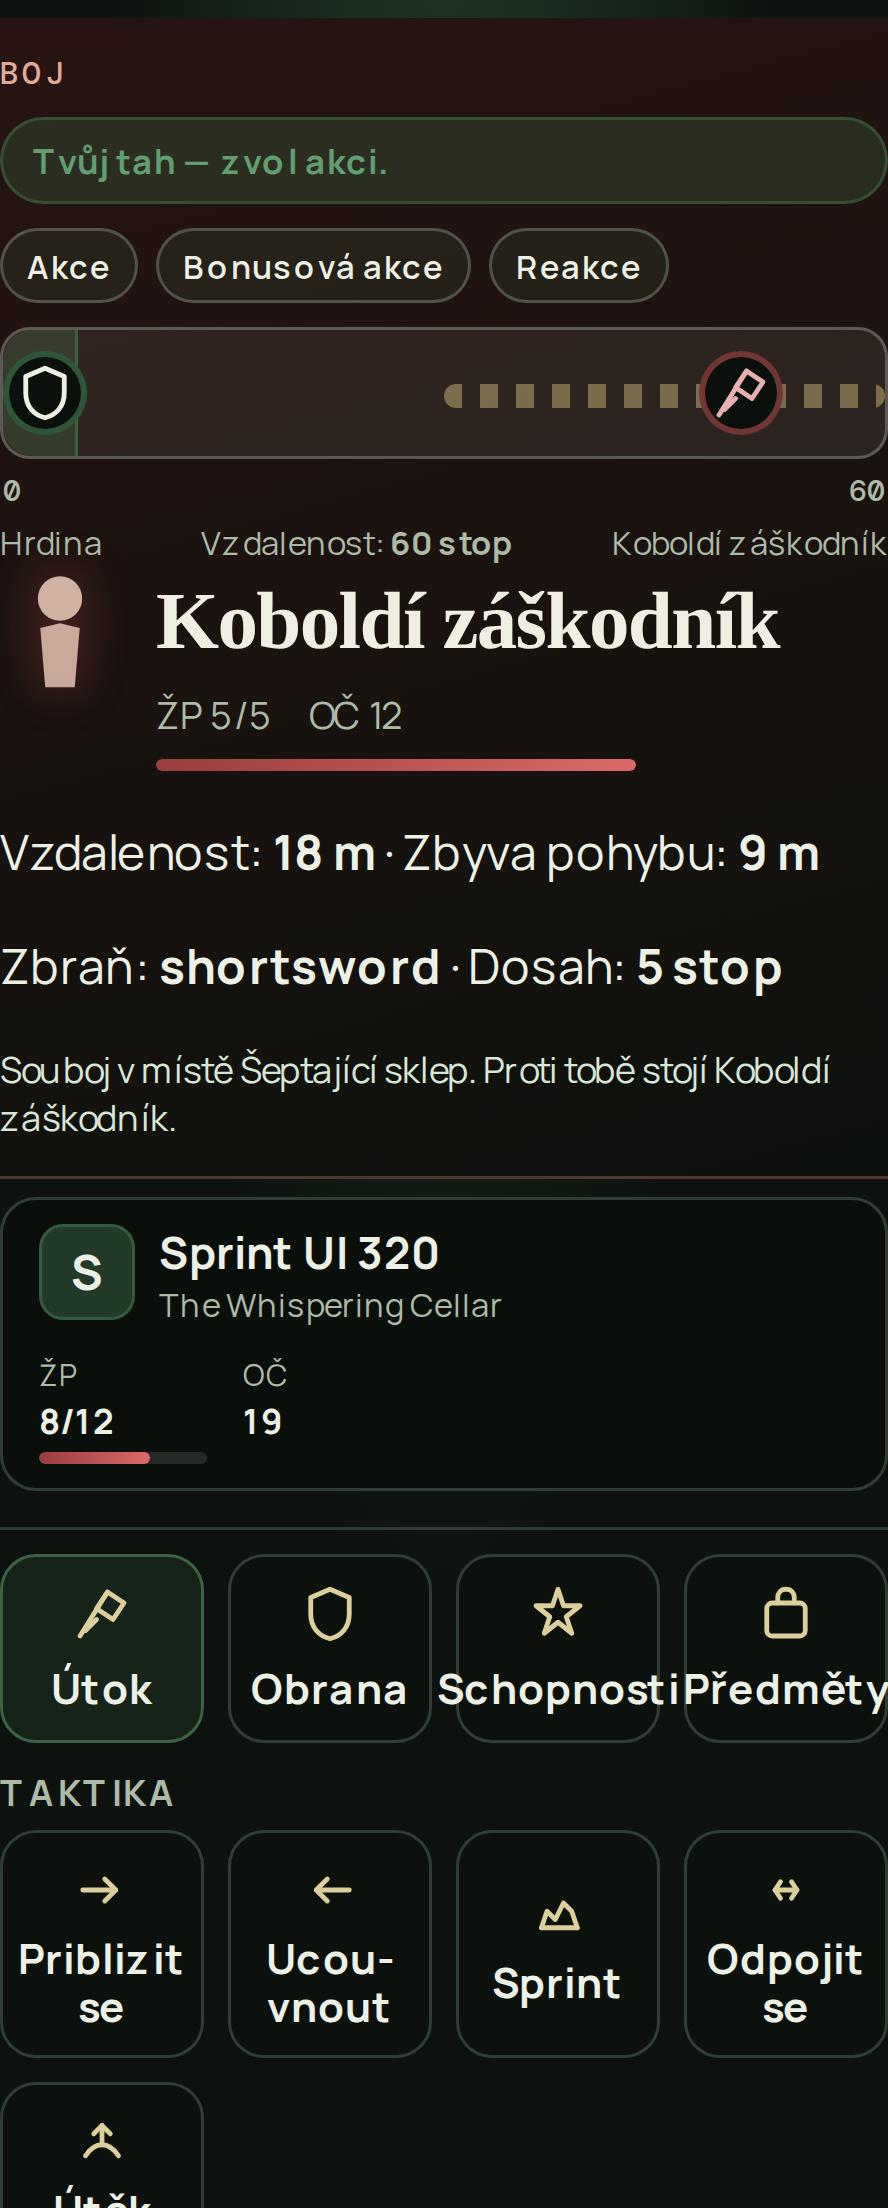 BOJ
Tvůj tah — zvol akci.
Akce Bonusová akce Reakce
0 60
Hrdina Vzdalenost: 60 stop Koboldí záškodník
Koboldí záškodník
ŽP 5/5 OČ 12
Vzdalenost: 18 m · Zbyva pohybu: 9 m
Zbraň: shortsword · Dosah: 5 stop
Souboj v místě Šeptající sklep. Proti tobě stojí Koboldí
záškodník.
S
Sprint UI 320
The Whispering Cellar
ŽP OČ
8/12 19
Útok Obrana Schopnosti Předměty
TAKTIKA
Priblizit Ucou- Sprint Odpojit
se vnout se
Útěk